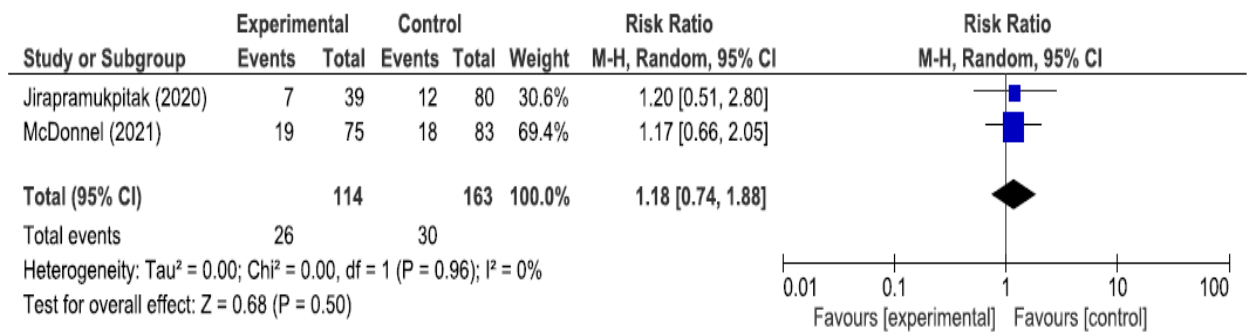 Experimental Control Risk Ratio Risk Ratio
Study or Subgroup Events Total Events Total Weight M-H, Random, 95% CI M-H, Random, 95% CI
Jirapramukpitak (2020) 7 39 12 80 30.6% 1.20 [0.51, 2.80]
McDonnel (2021) 19 75 18 83 69.4% 1.17 [0.66, 2.05]
Total (95% CI) 114 163 100.0% 1.18 [0.74, 1.88]
Total events 26 30
Heterogeneity: Tau² = 0.00; Chi² = 0.00, df = 1 (P = 0.96); I² = 0%
Test for overall effect: Z = 0.68 (P = 0.50)
0.01 0.1 1 10 100
Favours [experimental] Favours [control]